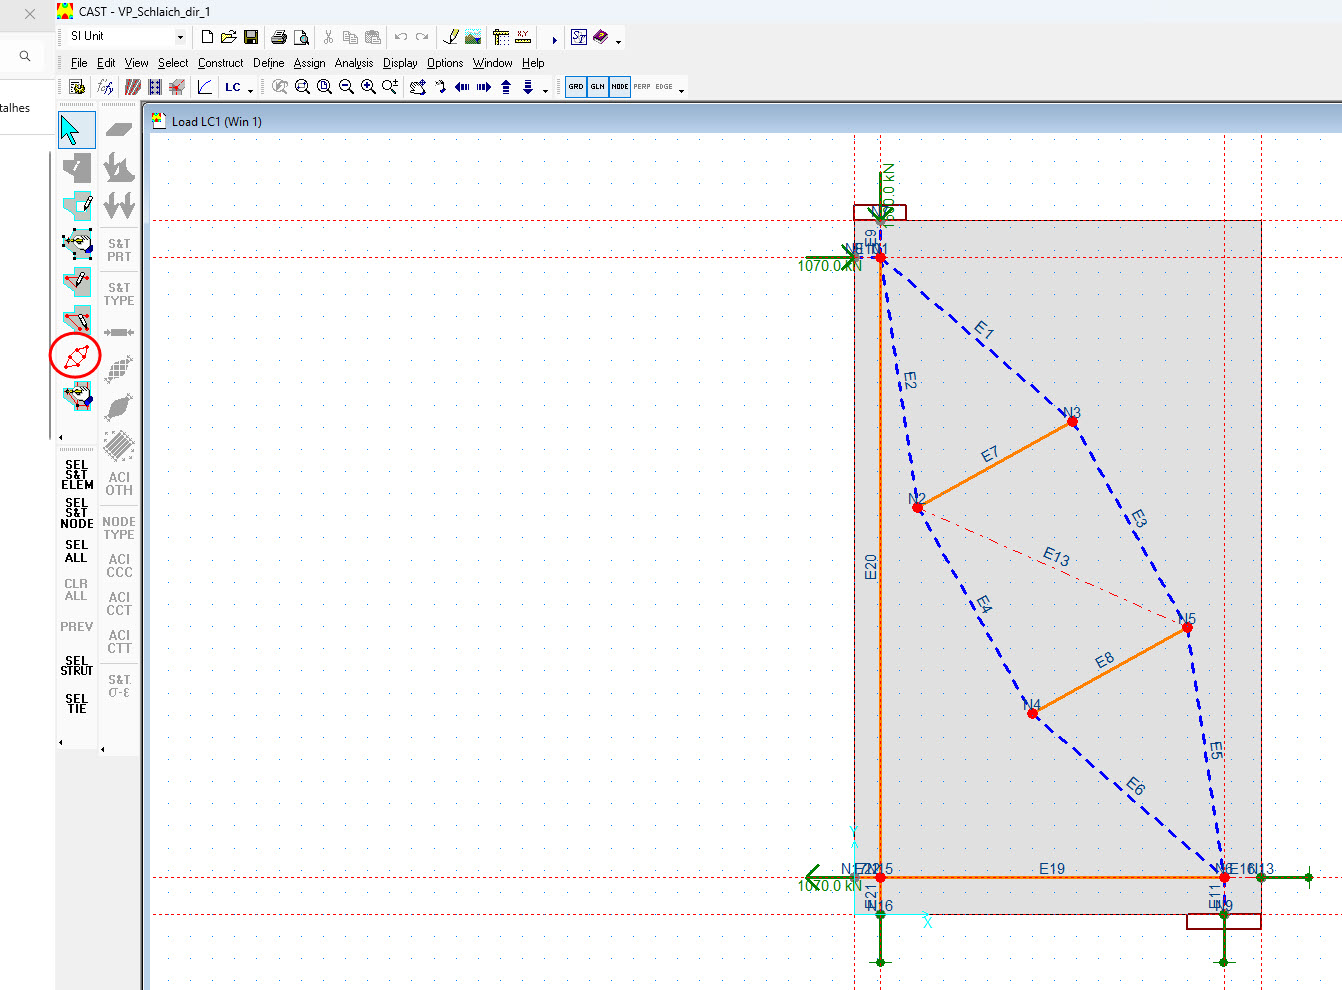 CAST - VP_Schlaich_dir_1
SI Unit
File Edit View Select Construct Define Assign Analysis Display Options Window Help
LC
GRD GLN NODE PERP EDGE
talhes
Load LC1 (Win 1)
S&T PRT
S&T TYPE
ACI OTH
NODE TYPE
ACI CCC
ACI CCT
ACI CTT
S&T σ-ε
SEL S&T ELEM
SEL S&T NODE
SEL ALL
CLR ALL
PREV
SEL STRUT
SEL TIE
E9
1070.0 kN
E1
E2
N3
E7
N2
E3
E13
E20
E4
N5
E8
N4
E5
E6
Y
N15
E19
E16
N13
1070.0 kN
E21
N16
E11
N9
X